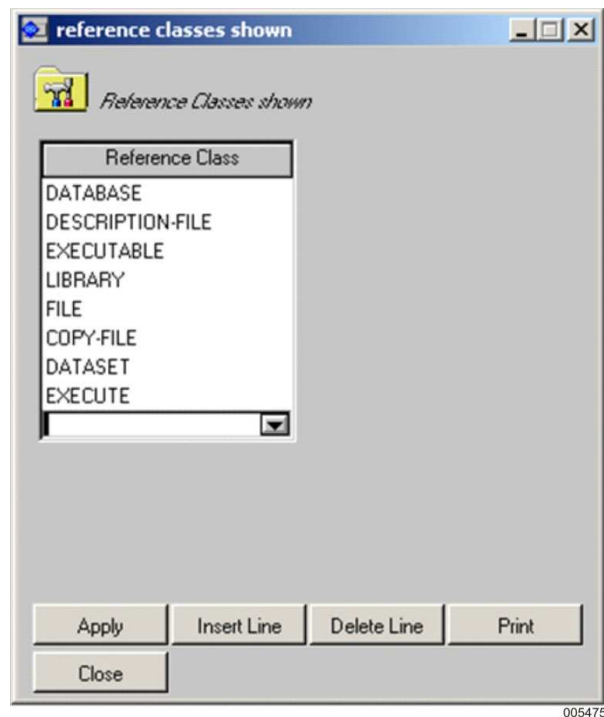 reference classes shown
Reference Classes shown
Reference Class
DATABASE
DESCRIPTION-FILE
EXECUTABLE
LIBRARY
FILE
COPY-FILE
DATASET
EXECUTE
Apply
Insert Line
Delete Line
Print
Close
005475